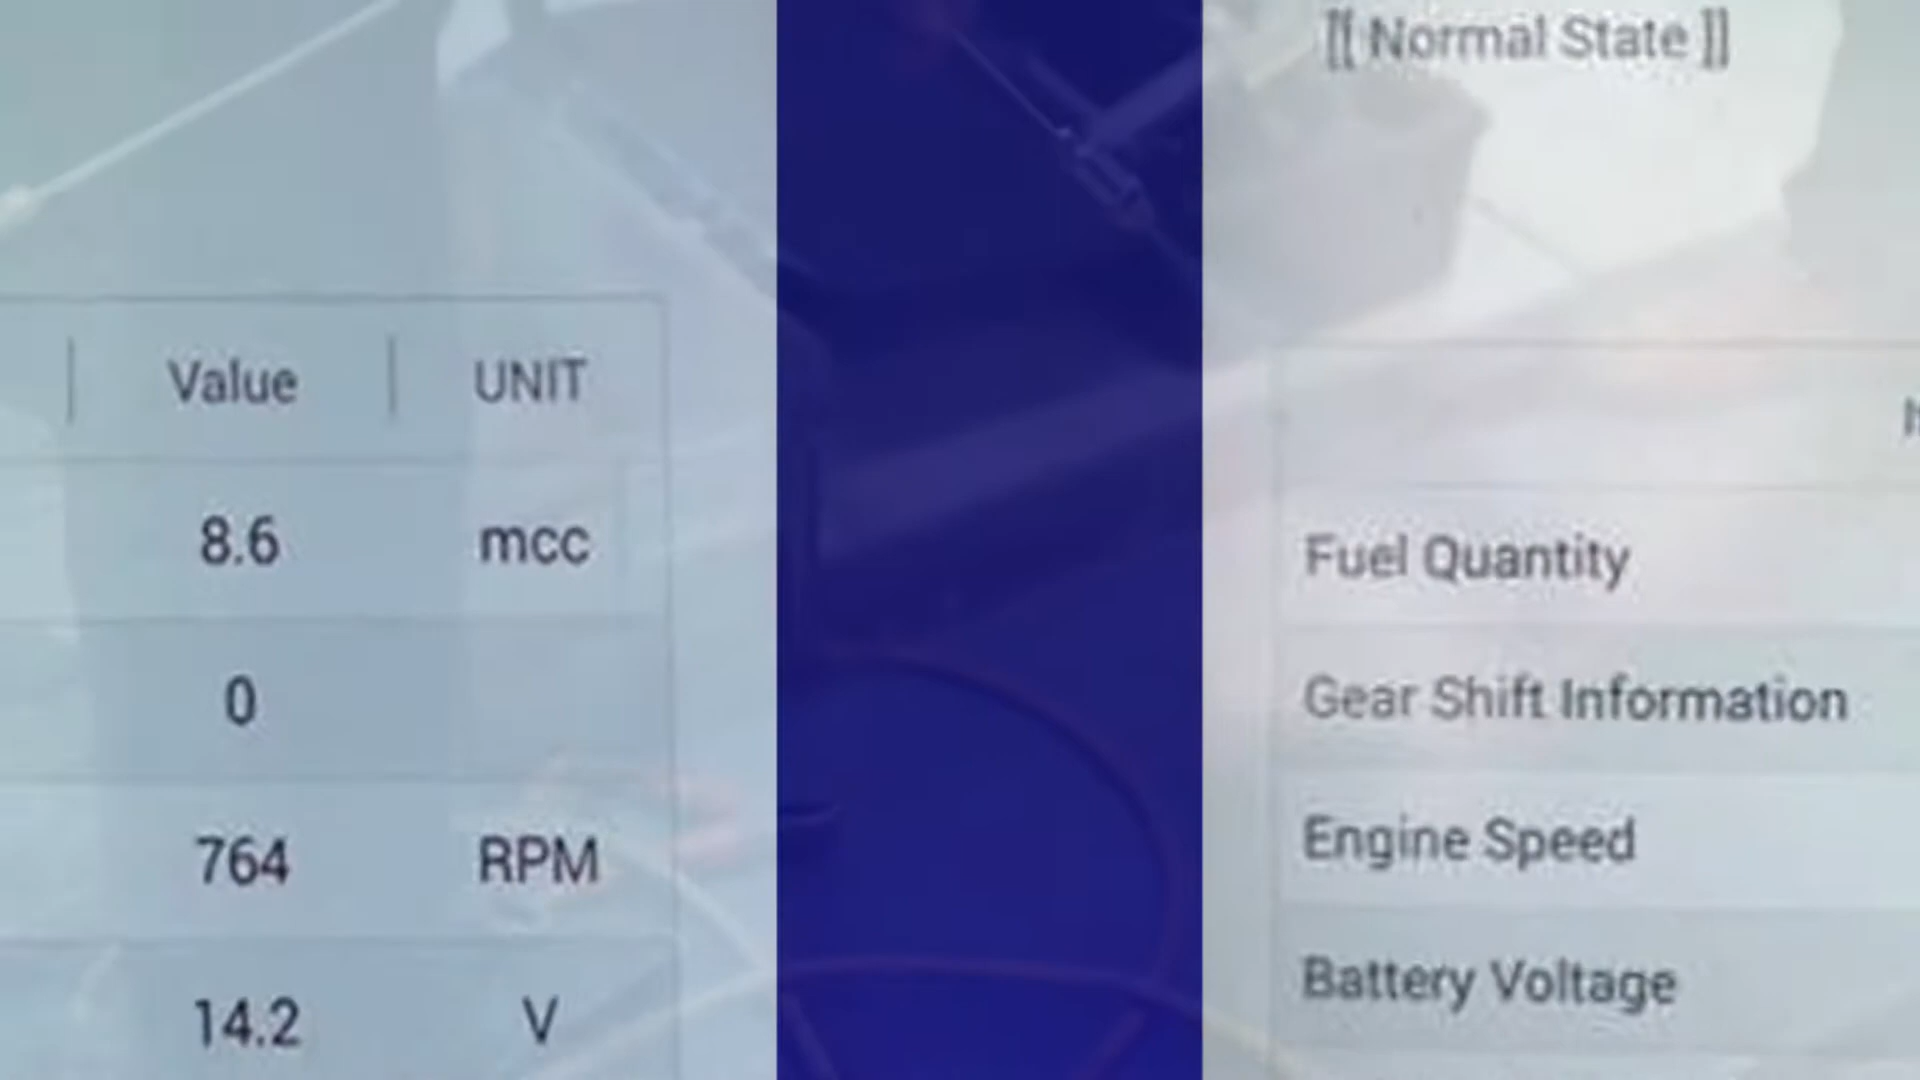 Value UNIT
8.6 mcc
0
764 RPM
14.2 V
[[ Normal State ]]
Fuel Quantity
Gear Shift Information
Engine Speed
Battery Voltage